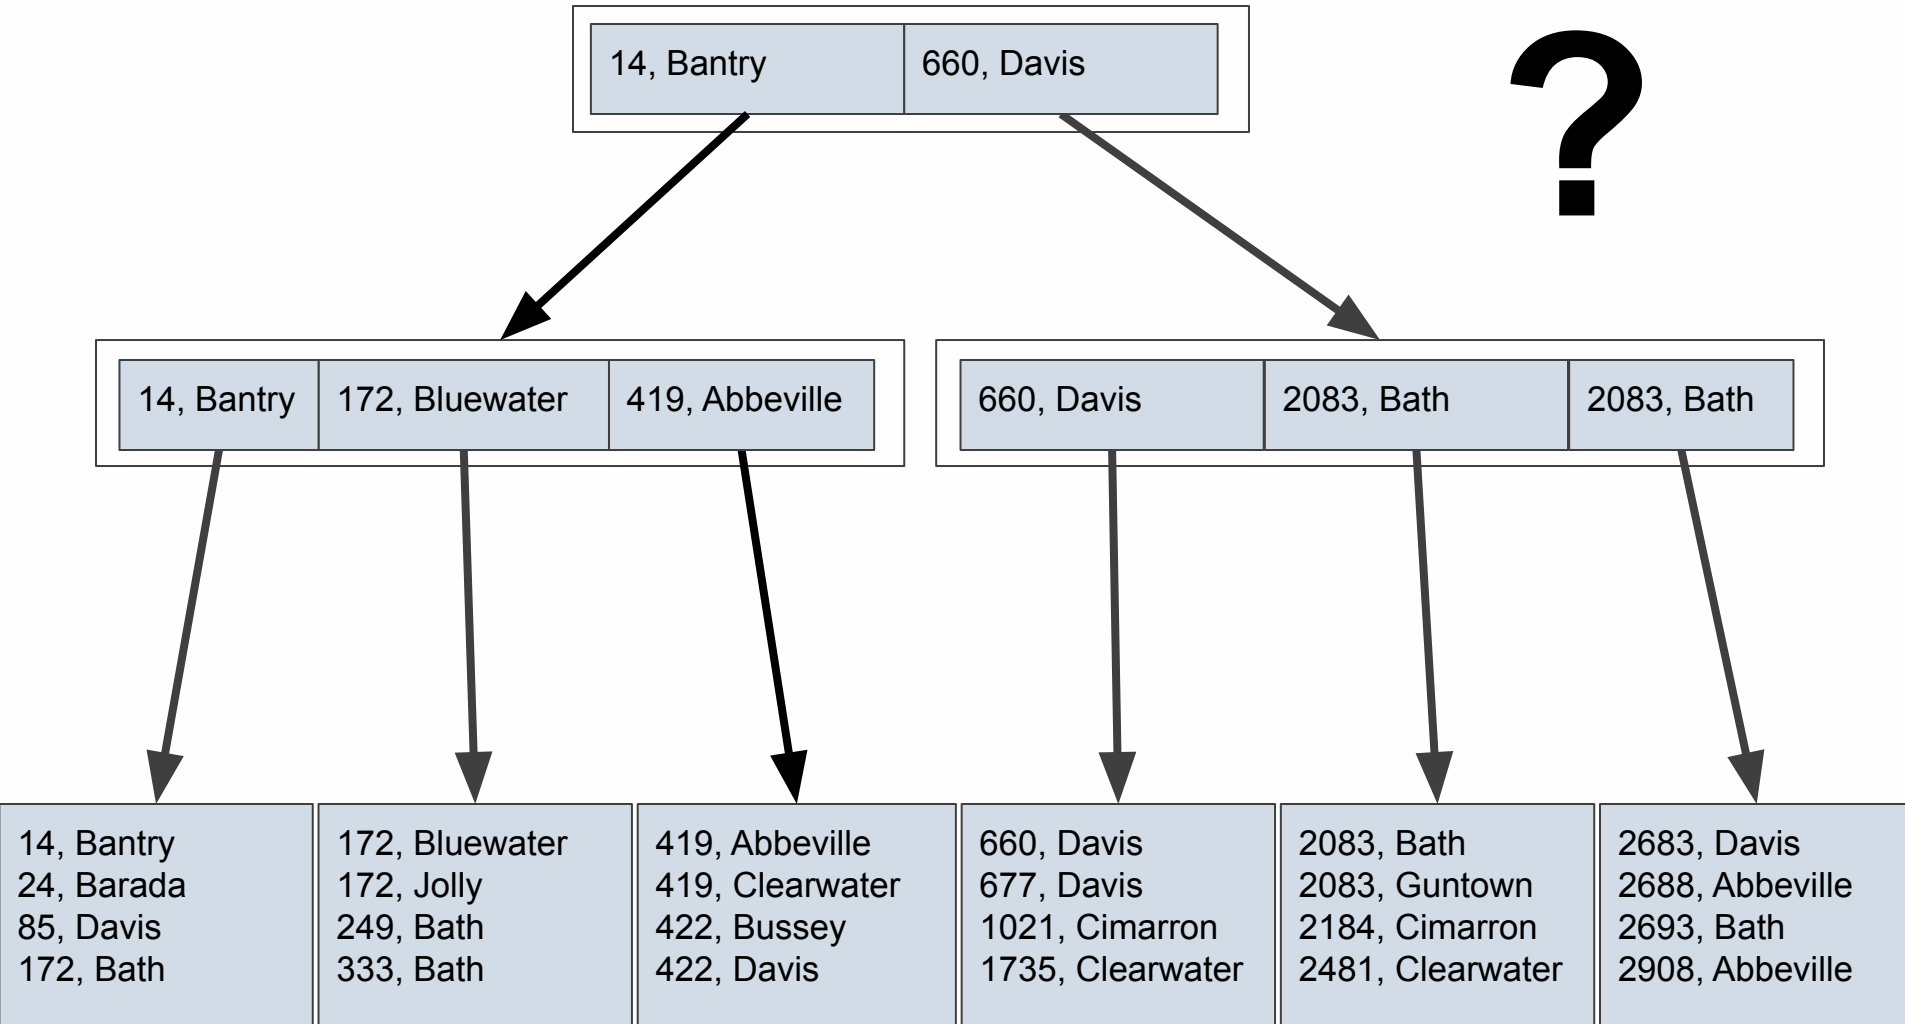 14, Bantry
660, Davis
?
14, Bantry
172, Bluewater
419, Abbeville
660, Davis
2083, Bath
2083, Bath
14, Bantry
24, Barada
85, Davis
172, Bath
172, Bluewater
172, Jolly
249, Bath
333, Bath
419, Abbeville
419, Clearwater
422, Bussey
422, Davis
660, Davis
677, Davis
1021, Cimarron
1735, Clearwater
2083, Bath
2083, Guntown
2184, Cimarron
2481, Clearwater
2683, Davis
2688, Abbeville
2693, Bath
2908, Abbeville